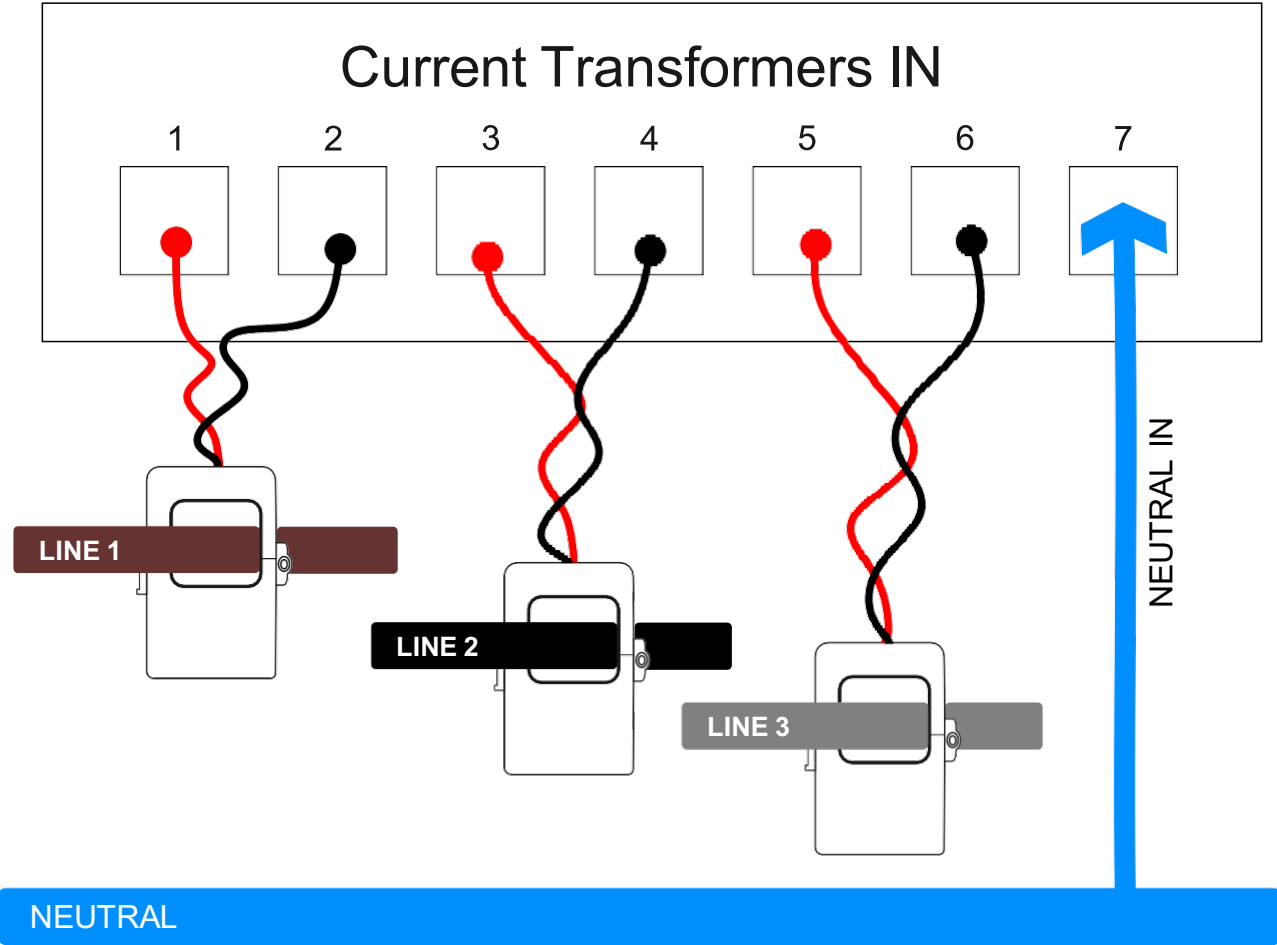 Current Transformers IN
1 2 3 4 5 6 7
LINE 1
LINE 2
LINE 3
NEUTRAL IN
NEUTRAL